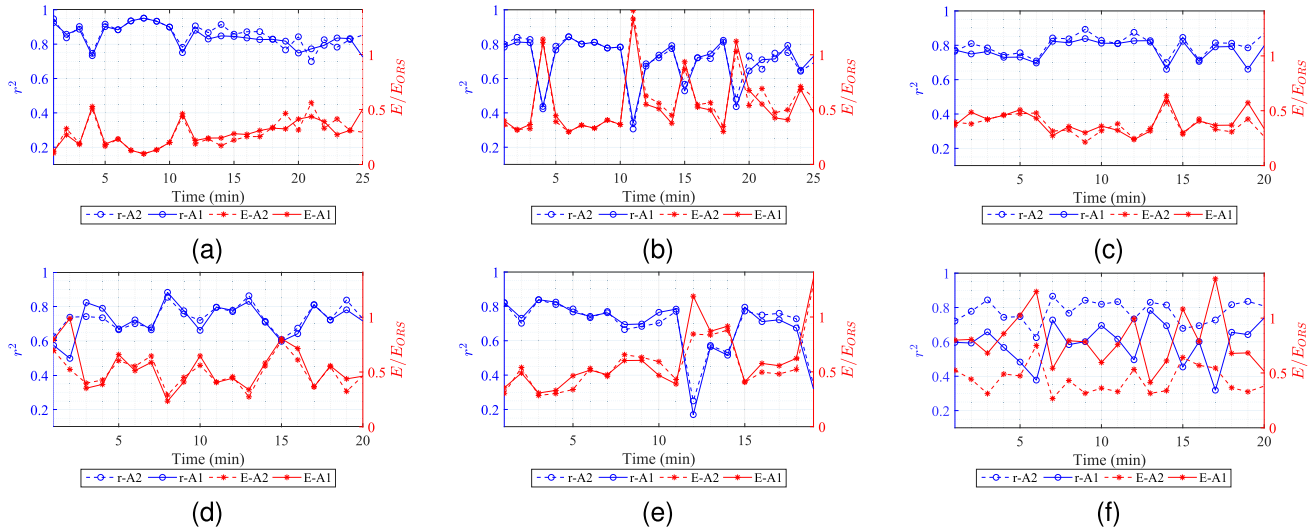 1
0.8
0.6
0.4
0.2
r²
1
0.5
0
E/E_ORS
5 10 15 20 25
Time (min)
r-A2 r-A1 E-A2 E-A1
(a)
1
0.8
0.6
0.4
0.2
r²
1
0.5
0
E/E_ORS
5 10 15 20 25
Time (min)
r-A2 r-A1 E-A2 E-A1
(b)
1
0.8
0.6
0.4
0.2
r²
1
0.5
0
E/E_ORS
5 10 15 20
Time (min)
r-A2 r-A1 E-A2 E-A1
(c)
1
0.8
0.6
0.4
0.2
r²
1
0.5
0
E/E_ORS
5 10 15 20
Time (min)
r-A2 r-A1 E-A2 E-A1
(d)
1
0.8
0.6
0.4
0.2
r²
1
0.5
0
E/E_ORS
5 10 15
Time (min)
r-A2 r-A1 E-A2 E-A1
(e)
1
0.8
0.6
0.4
0.2
r²
1
0.5
0
E/E_ORS
5 10 15 20
Time (min)
r-A2 r-A1 E-A2 E-A1
(f)